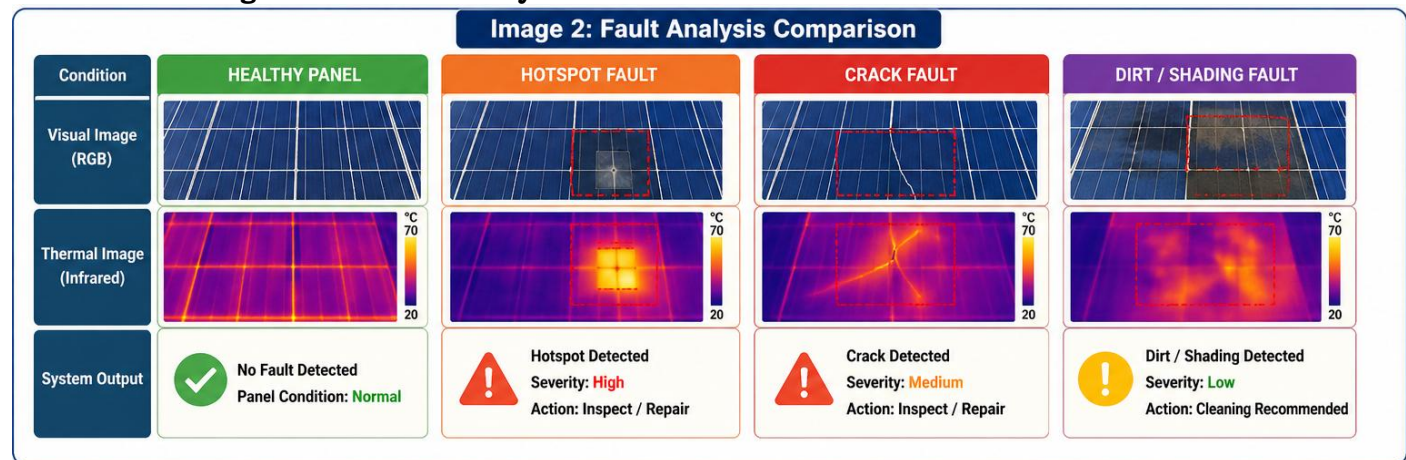 Image 2: Fault Analysis Comparison
Condition
HEALTHY PANEL
HOTSPOT FAULT
CRACK FAULT
DIRT / SHADING FAULT
Visual Image
(RGB)
Thermal Image
(Infrared)
°C
70
20
°C
70
20
°C
70
20
°C
70
20
System Output
No Fault Detected
Panel Condition: Normal
Hotspot Detected
Severity: High
Action: Inspect / Repair
Crack Detected
Severity: Medium
Action: Inspect / Repair
Dirt / Shading Detected
Severity: Low
Action: Cleaning Recommended